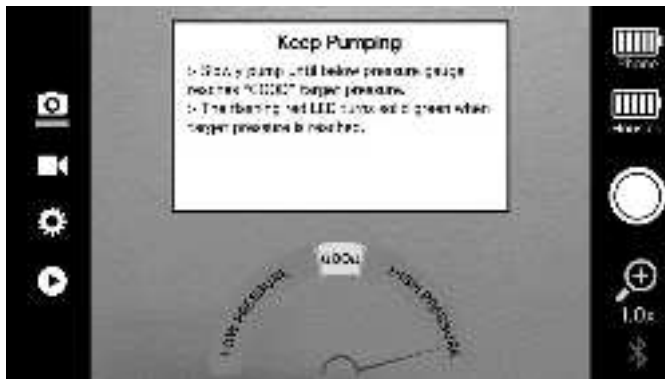 Keep Pumping
> Slowly pump until below pressure gauge
reaches "GOOD" target pressure.
> The flashing red LED turns solid green when
target pressure is reached.
GOOD
LOW PRESSURE
HIGH PRESSURE
Phone
1.0x